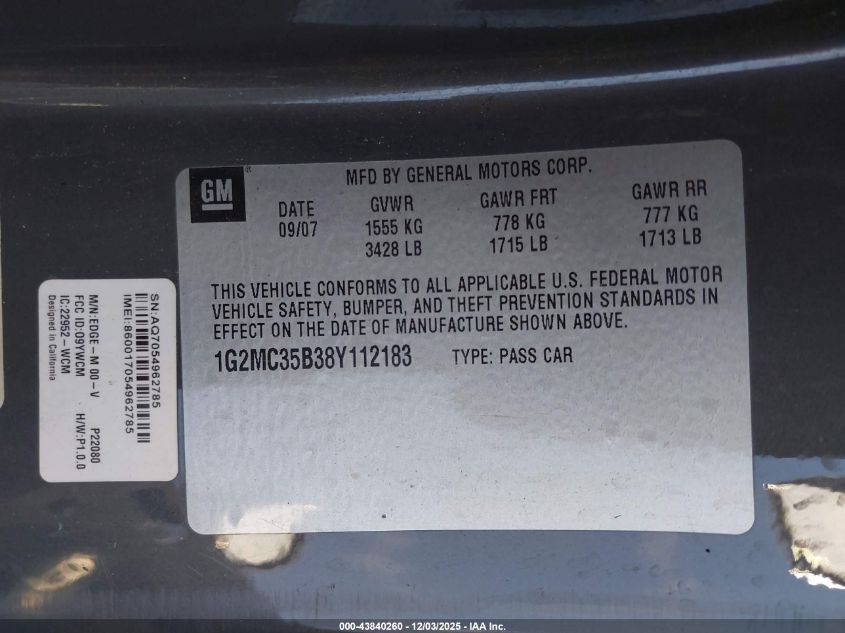 GM
®
MFD BY GENERAL MOTORS CORP.
DATE GVWR GAWR FRT GAWR RR
09/07 1555 KG 778 KG 777 KG
3428 LB 1715 LB 1713 LB
THIS VEHICLE CONFORMS TO ALL APPLICABLE U.S. FEDERAL MOTOR
VEHICLE SAFETY, BUMPER, AND THEFT PREVENTION STANDARDS IN
EFFECT ON THE DATE OF MANUFACTURE SHOWN ABOVE.
1G2MC35B38Y112183 TYPE: PASS CAR
SN:AQ7054962785
IMEI:860017054962785
M/N:EDGE-M 00-V P22080
FCC ID:O9YWCM H/W:P1.0.0
IC:22952-WCM
Designed in California
000-43840260 - 12/03/2025 - IAA Inc.